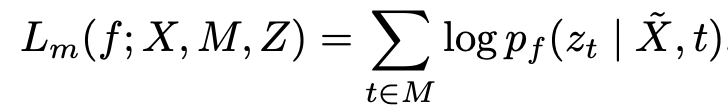 L_m(f; X, M, Z) = \sum_{t \in M} \log p_f(z_t \mid \tilde{X}, t)